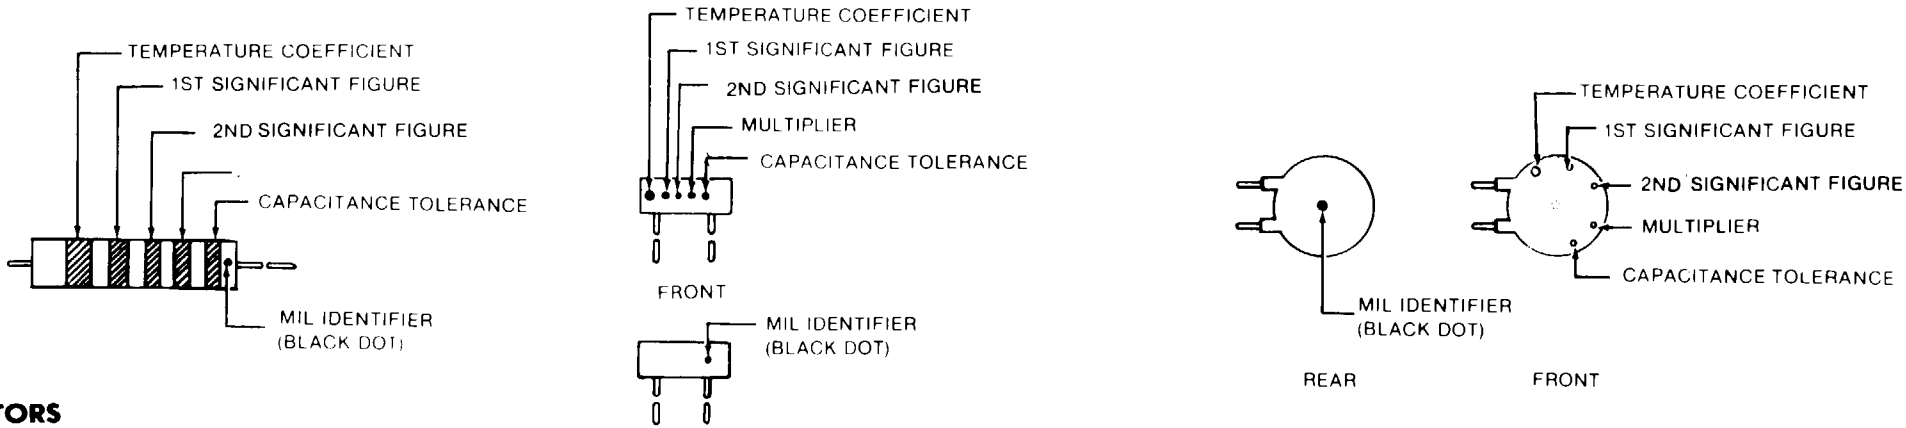 TEMPERATURE COEFFICIENT
1ST SIGNIFICANT FIGURE
2ND SIGNIFICANT FIGURE
CAPACITANCE TOLERANCE
MIL IDENTIFIER
(BLACK DOT)
TEMPERATURE COEFFICIENT
1ST SIGNIFICANT FIGURE
2ND SIGNIFICANT FIGURE
MULTIPLIER
CAPACITANCE TOLERANCE
FRONT
MIL IDENTIFIER
(BLACK DOT)
MIL IDENTIFIER
(BLACK DOT)
REAR
TEMPERATURE COEFFICIENT
1ST SIGNIFICANT FIGURE
2ND SIGNIFICANT FIGURE
MULTIPLIER
CAPACITANCE TOLERANCE
FRONT
TORS